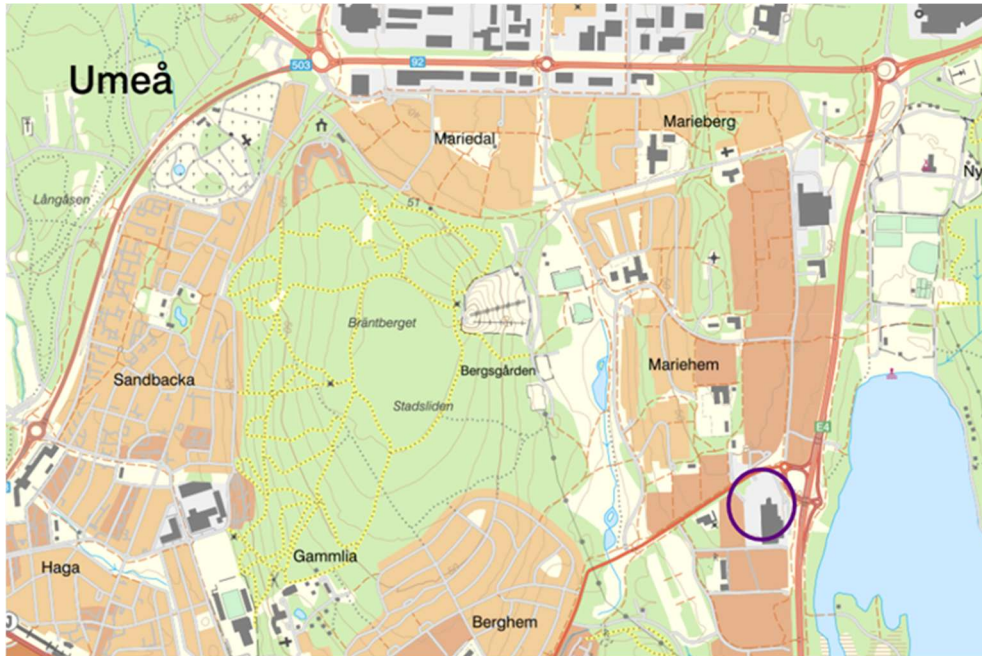 503
92
Umeå
Mariedal
Marieberg
Ny
Långåsen
51
Bräntberget
Sandbacka
Bergsgården
Mariehem
Stadsliden
E4
Gammlia
Haga
Berghem